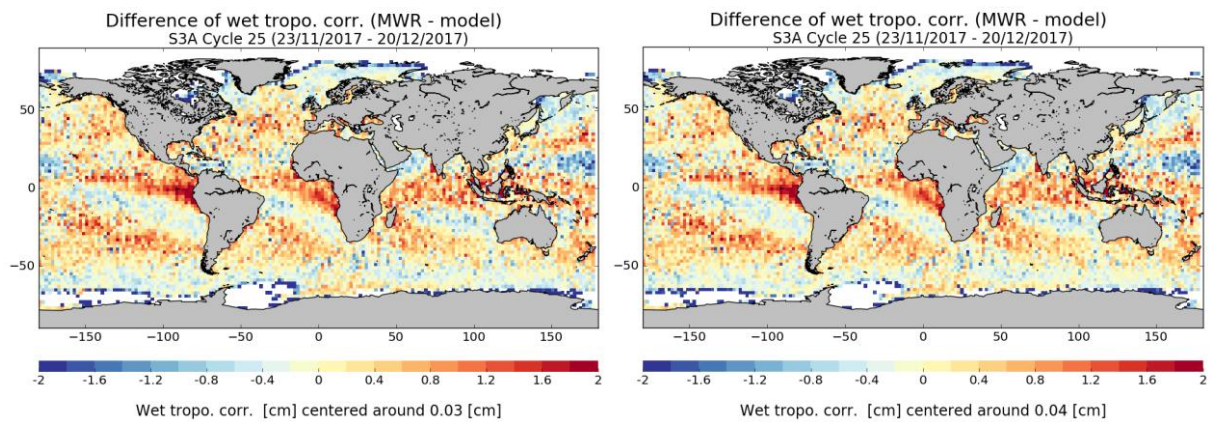 Difference of wet tropo. corr. (MWR - model)
S3A Cycle 25 (23/11/2017 - 20/12/2017)
50
0
−50
−150 −100 −50 0 50 100 150
-2 -1.6 -1.2 -0.8 -0.4 0 0.4 0.8 1.2 1.6 2
Wet tropo. corr. [cm] centered around 0.03 [cm]
Difference of wet tropo. corr. (MWR - model)
S3A Cycle 25 (23/11/2017 - 20/12/2017)
50
0
−50
−150 −100 −50 0 50 100 150
-2 -1.6 -1.2 -0.8 -0.4 0 0.4 0.8 1.2 1.6 2
Wet tropo. corr. [cm] centered around 0.04 [cm]